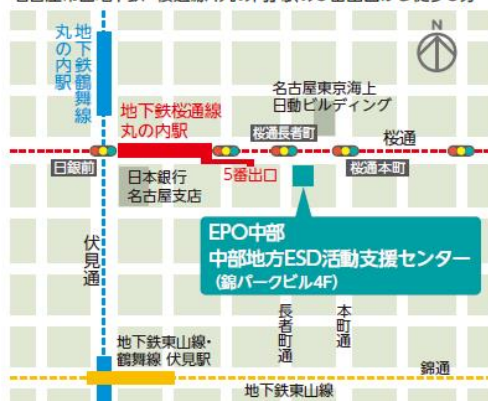 地下鉄鶴舞線
丸の内駅
N
名古屋東京海上
日動ビルディング
地下鉄桜通線
丸の内駅
桜通長者町
桜通
日銀前
日本銀行
名古屋支店
5番出口
桜通本町
EPO中部
中部地方ESD活動支援センター
(錦パークビル4F)
伏見通
長者町通
本町通
地下鉄東山線・
鶴舞線 伏見駅
錦通
地下鉄東山線